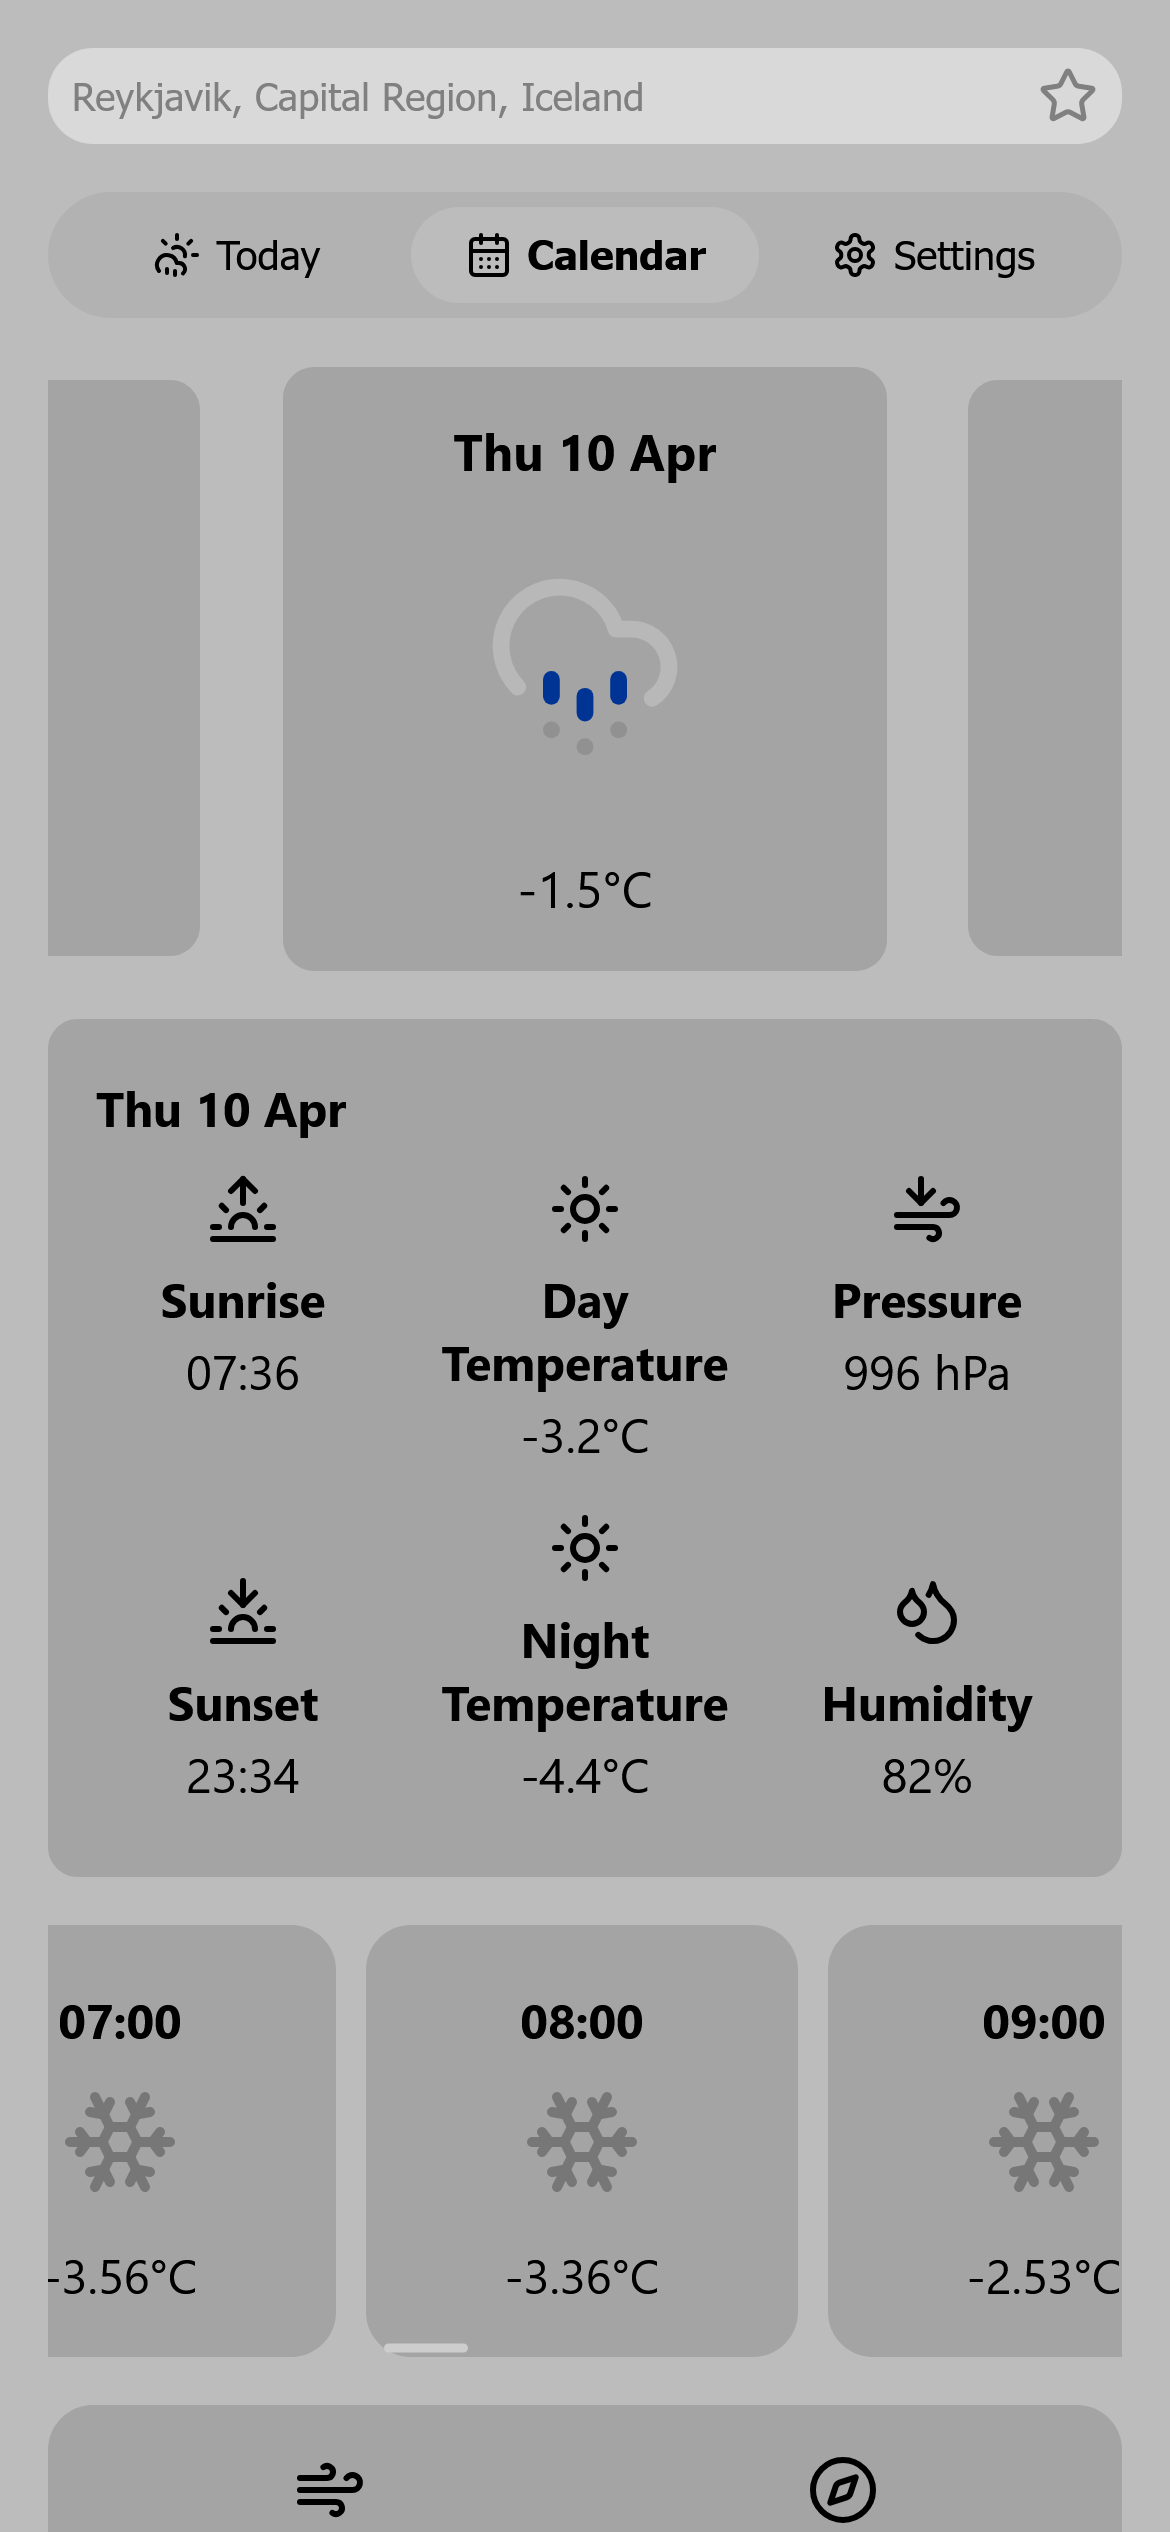 Reykjavik, Capital Region, Iceland
Today Calendar Settings
Thu 10 Apr
-1.5°C
Thu 10 Apr
Sunrise
07:36
Day
Temperature
-3.2°C
Pressure
996 hPa
Sunset
23:34
Night
Temperature
-4.4°C
Humidity
82%
07:00 08:00 09:00
-3.56°C -3.36°C -2.53°C